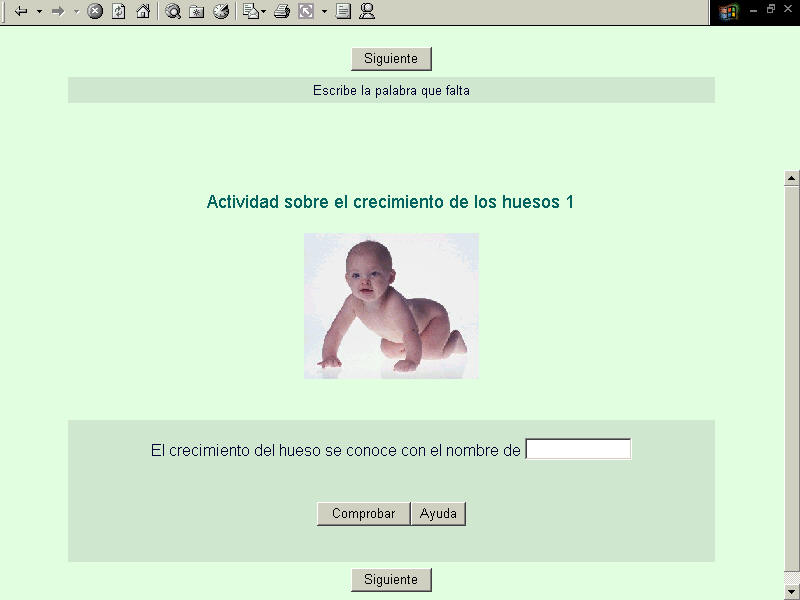 Siguiente
Escribe la palabra que falta
Actividad sobre el crecimiento de los huesos 1
El crecimiento del hueso se conoce con el nombre de
Comprobar Ayuda
Siguiente